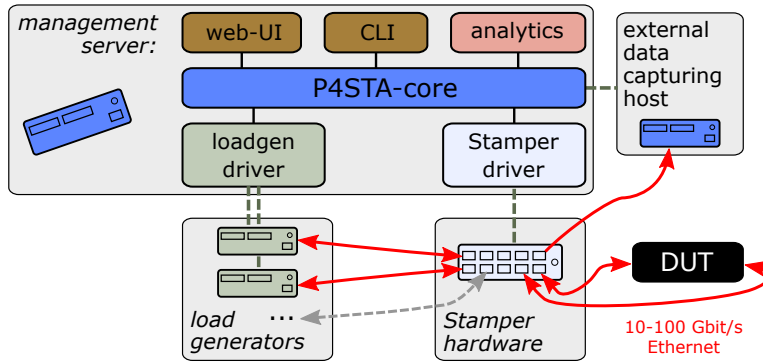 management
server:
web-UI
CLI
analytics
external
data
capturing
host
P4STA-core
loadgen
driver
Stamper
driver
DUT
...
load
generators
Stamper
hardware
10-100 Gbit/s
Ethernet